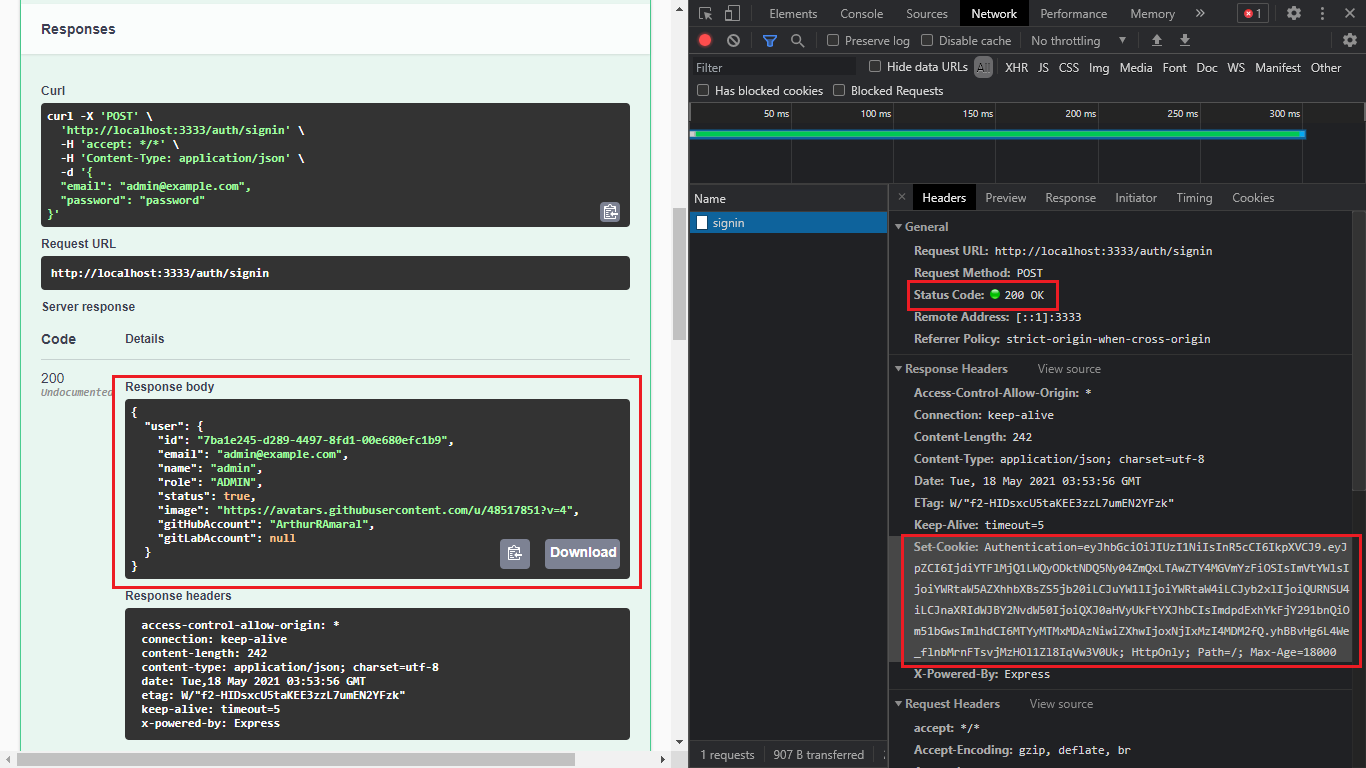 Responses
Curl
curl -X 'POST' \
'http://localhost:3333/auth/signin' \
-H 'accept: */*' \
-H 'Content-Type: application/json' \
-d '{
"email": "admin@example.com",
"password": "password"
}'
Request URL
http://localhost:3333/auth/signin
Server response
Code Details
200
Undocumented
Response body
{
"user": {
"id": "7ba1e245-d289-4497-8fd1-00e680efc1b9",
"email": "admin@example.com",
"name": "admin",
"role": "ADMIN",
"status": true,
"image": "https://avatars.githubusercontent.com/u/48517851?v=4",
"gitHubAccount": "ArthurRAmaral",
"gitLabAccount": null
}
}
Download
Response headers
access-control-allow-origin: *
connection: keep-alive
content-length: 242
content-type: application/json; charset=utf-8
date: Tue,18 May 2021 03:53:56 GMT
etag: W/"f2-HIDsxcU5taKEE3zzL7umEN2YFzk"
keep-alive: timeout=5
x-powered-by: Express
Elements Console Sources Network Performance Memory » 1
Preserve log Disable cache No throttling
Filter Hide data URLs All XHR JS CSS Img Media Font Doc WS Manifest Other
Has blocked cookies Blocked Requests
50 ms 100 ms 150 ms 200 ms 250 ms 300 ms
Name
signin
1 requests 907 B transferred
Headers Preview Response Initiator Timing Cookies
General
Request URL: http://localhost:3333/auth/signin
Request Method: POST
Status Code: 200 OK
Remote Address: [::1]:3333
Referrer Policy: strict-origin-when-cross-origin
Response Headers View source
Access-Control-Allow-Origin: *
Connection: keep-alive
Content-Length: 242
Content-Type: application/json; charset=utf-8
Date: Tue, 18 May 2021 03:53:56 GMT
ETag: W/"f2-HIDsxcU5taKEE3zzL7umEN2YFzk"
Keep-Alive: timeout=5
Set-Cookie: Authentication=eyJhbGciOiJIUzI1NiIsInR5cCI6IkpXVCJ9.eyJ
pZCI6IjdiYTFlMjQ1LWQyODktNDQ5Ny04ZmQxLTAwZTY4MGVmYzFiOSIsImVtYWlsI
joiYWRtaW5AZXhhbXBsZS5jb20iLCJuYW1lIjoiYWRtaW4iLCJyb2xlIjoiQURNSU4
iLCJnaXRIdWJBY2NvdW50IjoiQXJ0aHVyUkFtYXJhbCIsImdpdExhYkFjY291bnQiO
m51bGwsImlhdCI6MTYyMTMxMDAzNiwiZXhwIjoxNjIxMzI4MDM2fQ.yhBBvHg6L4We
_flnbMrnFTsvjMzHOl1Zl8IqVw3V0Uk; HttpOnly; Path=/; Max-Age=18000
X-Powered-By: Express
Request Headers View source
accept: */*
Accept-Encoding: gzip, deflate, br